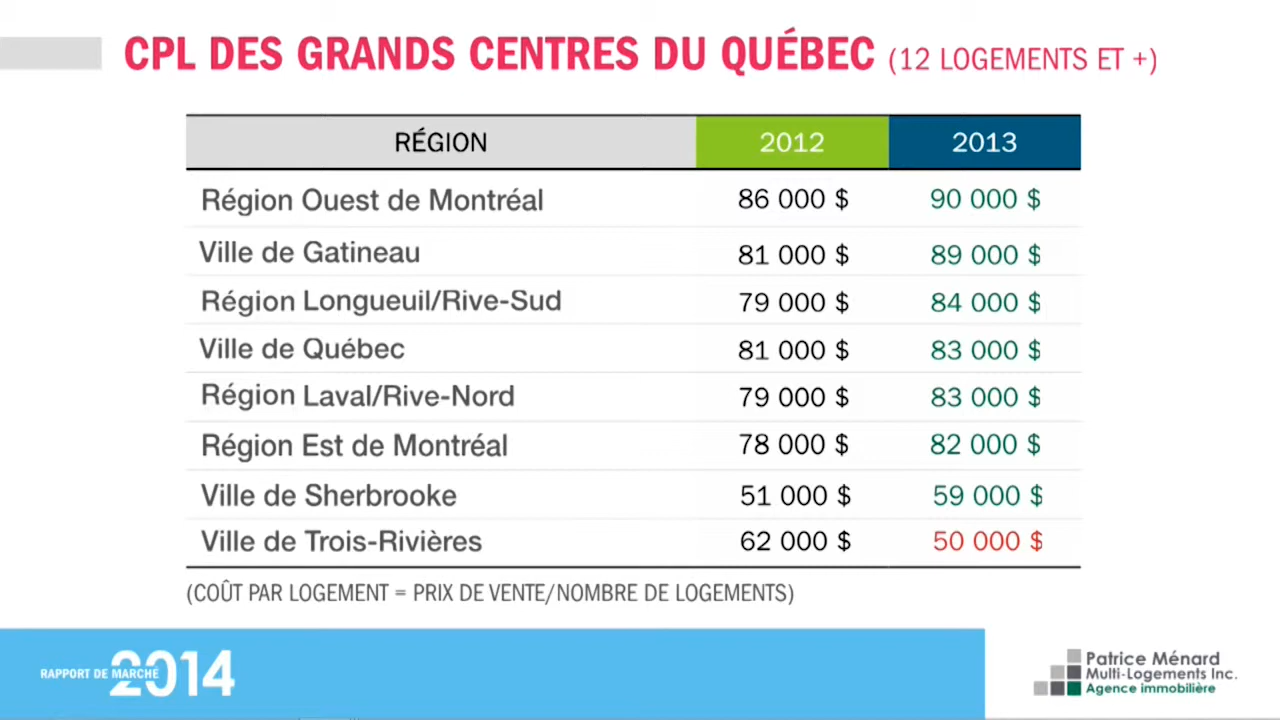 CPL DES GRANDS CENTRES DU QUÉBEC (12 LOGEMENTS ET +)
RÉGION 2012 2013
Région Ouest de Montréal 86 000 $ 90 000 $
Ville de Gatineau 81 000 $ 89 000 $
Région Longueuil/Rive-Sud 79 000 $ 84 000 $
Ville de Québec 81 000 $ 83 000 $
Région Laval/Rive-Nord 79 000 $ 83 000 $
Région Est de Montréal 78 000 $ 82 000 $
Ville de Sherbrooke 51 000 $ 59 000 $
Ville de Trois-Rivières 62 000 $ 50 000 $
(COÛT PAR LOGEMENT = PRIX DE VENTE/NOMBRE DE LOGEMENTS)
RAPPORT DE MARCHÉ 2014
Patrice Ménard
Multi-Logements Inc.
Agence immobilière